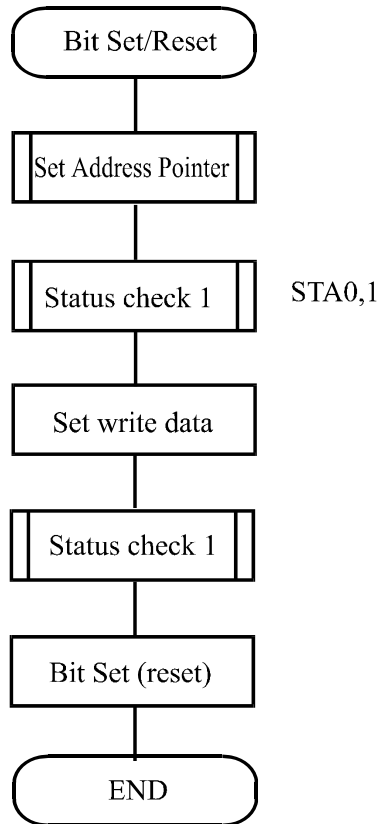 Bit Set/Reset
Set Address Pointer
Status check 1
STA0,1
Set write data
Status check 1
Bit Set (reset)
END